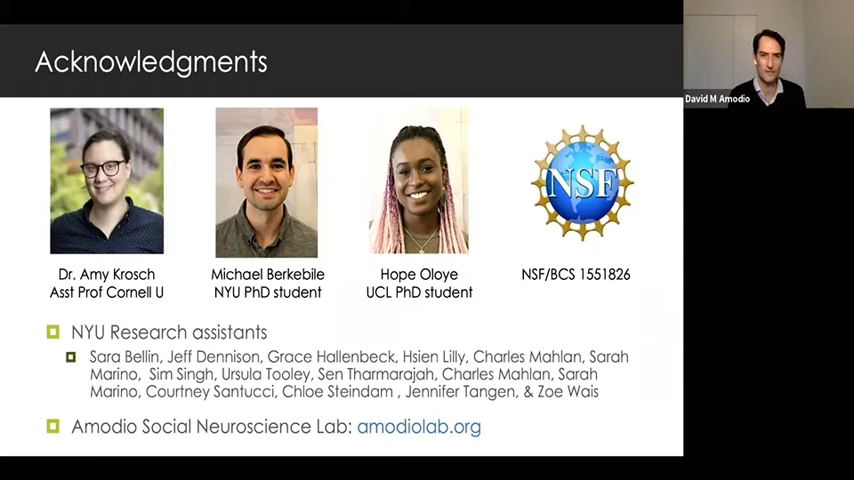 Acknowledgments
David M Amodio
NSF
Dr. Amy Krosch
Asst Prof Cornell U
Michael Berkebile
NYU PhD student
Hope Oloye
UCL PhD student
NSF/BCS 1551826
NYU Research assistants
Sara Bellin, Jeff Dennison, Grace Hallenbeck, Hsien Lilly, Charles Mahlan, Sarah
Marino,  Sim Singh, Ursula Tooley, Sen Tharmarajah, Charles Mahlan, Sarah
Marino, Courtney Santucci, Chloe Steindam , Jennifer Tangen, & Zoe Wais
Amodio Social Neuroscience Lab: amodiolab.org